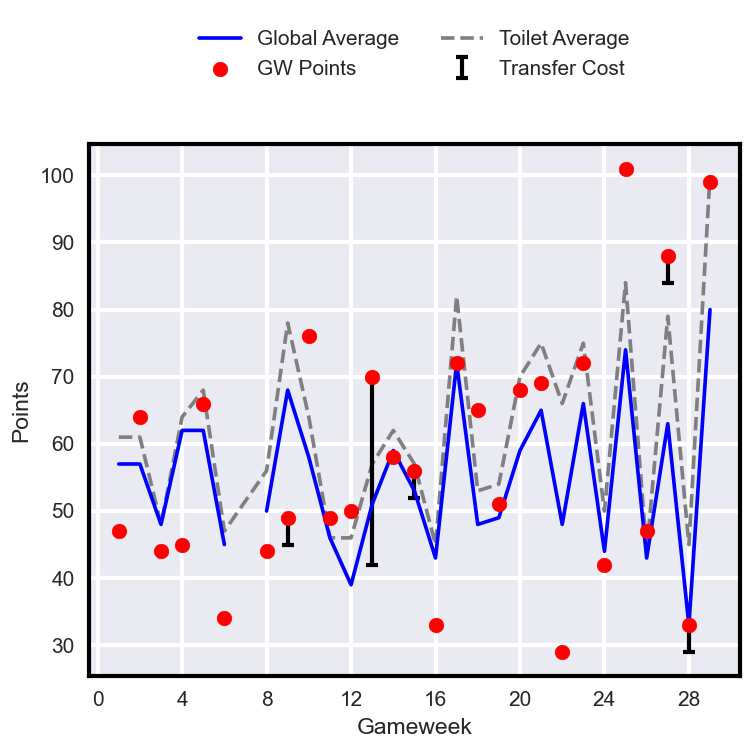 Global Average
Toilet Average
GW Points
Transfer Cost
100
90
80
70
60
50
40
30
Points
0 4 8 12 16 20 24 28
Gameweek